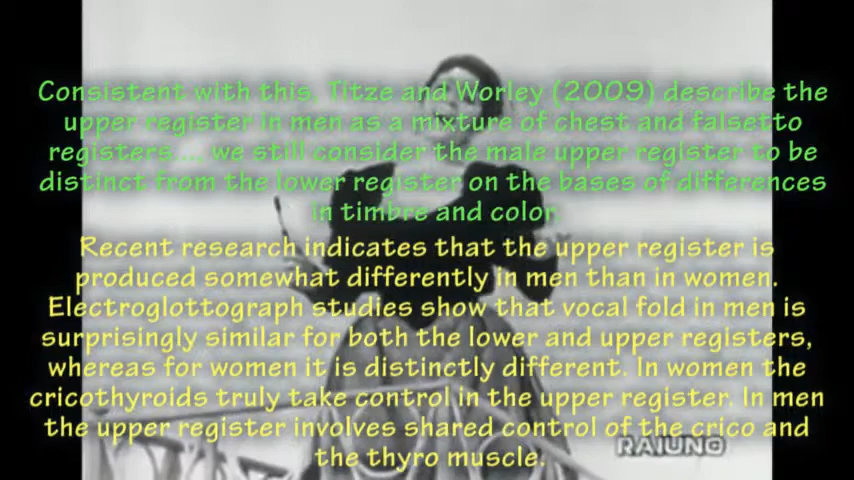 Consistent with this, Titze and Worley (2009) describe the
upper register in men as a mixture of chest and falsetto
registers..., we still consider the male upper register to be
distinct from the lower register on the bases of differences
in timbre and color.
Recent research indicates that the upper register is
produced somewhat differently in men than in women.
Electroglottograph studies show that vocal fold in men is
surprisingly similar for both the lower and upper registers,
whereas for women it is distinctly different. In women the
cricothyroids truly take control in the upper register. In men
the upper register involves shared control of the crico and
the thyro muscle.
RAIUNO